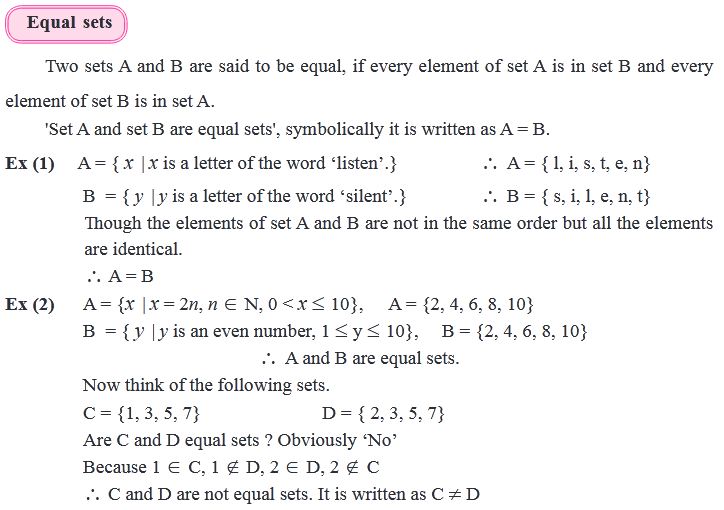 Equal sets
Two sets A and B are said to be equal, if every element of set A is in set B and every
element of set B is in set A.
'Set A and set B are equal sets', symbolically it is written as A = B.
Ex (1) A = { x | x is a letter of the word ‘listen’.} ∴ A = { l, i, s, t, e, n}
B = { y | y is a letter of the word ‘silent’.} ∴ B = { s, i, l, e, n, t}
Though the elements of set A and B are not in the same order but all the elements
are identical.
∴ A = B
Ex (2) A = {x | x = 2n, n ∈ N, 0 < x ≤ 10}, A = {2, 4, 6, 8, 10}
B = { y | y is an even number, 1 ≤ y ≤ 10}, B = {2, 4, 6, 8, 10}
∴ A and B are equal sets.
Now think of the following sets.
C = {1, 3, 5, 7} D = { 2, 3, 5, 7}
Are C and D equal sets ? Obviously ‘No’
Because 1 ∈ C, 1 ∉ D, 2 ∈ D, 2 ∉ C
∴ C and D are not equal sets. It is written as C ≠ D